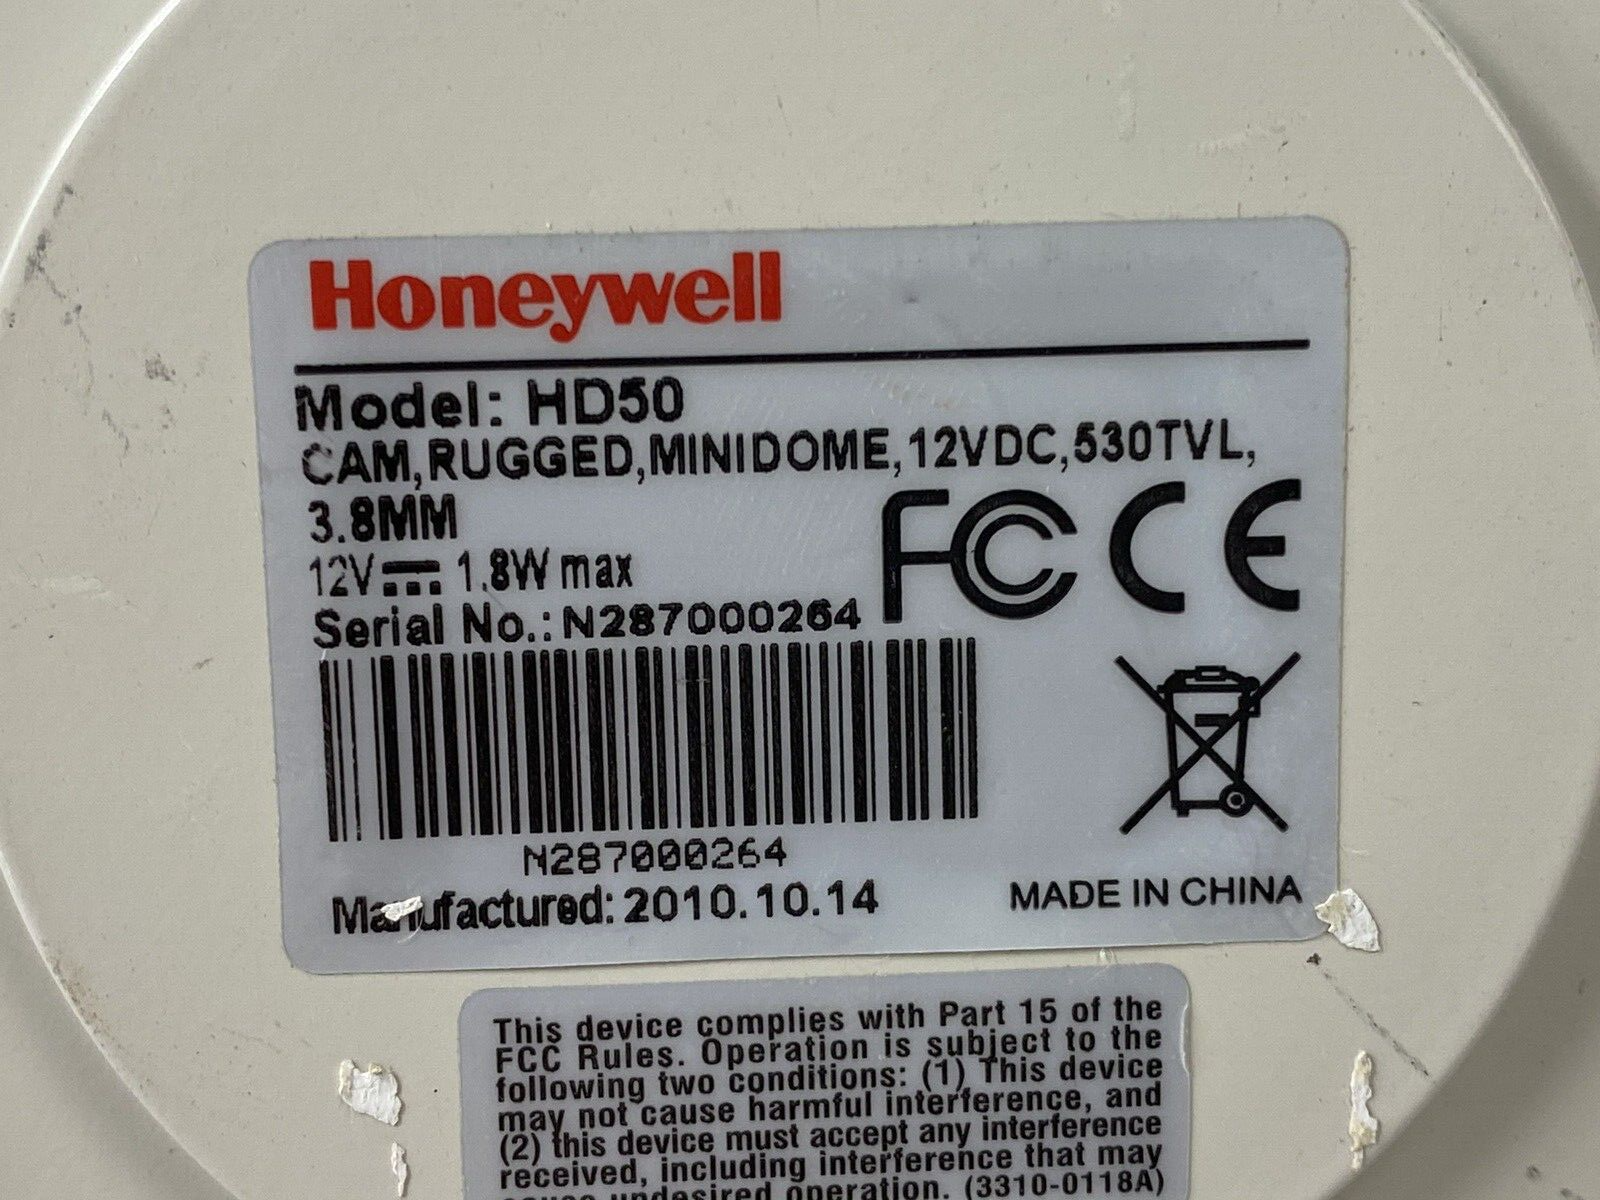 Honeywell
Model: HD50
CAM,RUGGED,MINIDOME,12VDC,530TVL,
3.8MM
12V⎓ 1.8W max
FC CE
Serial No.: N287000264
N287000264
Manufactured: 2010.10.14
MADE IN CHINA
This device complies with Part 15 of the
FCC Rules. Operation is subject to the
following two conditions: (1) This device
may not cause harmful interference, and
(2) this device must accept any interference
received, including interference that may
cause undesired operation. (3310-0118A)